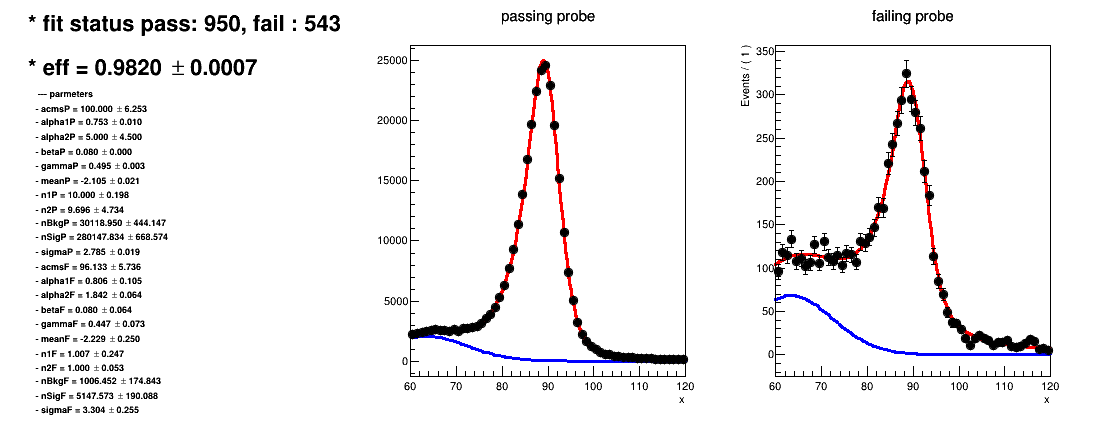 * fit status pass: 950, fail : 543
* eff = 0.9820 ± 0.0007
--- parmeters
- acmsP = 100.000 ± 6.253
- alpha1P = 0.753 ± 0.010
- alpha2P = 5.000 ± 4.500
- betaP = 0.080 ± 0.000
- gammaP = 0.495 ± 0.003
- meanP = -2.105 ± 0.021
- n1P = 10.000 ± 0.198
- n2P = 9.696 ± 4.734
- nBkgP = 30118.950 ± 444.147
- nSigP = 280147.834 ± 668.574
- sigmaP = 2.785 ± 0.019
- acmsF = 96.133 ± 5.736
- alpha1F = 0.806 ± 0.105
- alpha2F = 1.842 ± 0.064
- betaF = 0.080 ± 0.064
- gammaF = 0.447 ± 0.073
- meanF = -2.229 ± 0.250
- n1F = 1.007 ± 0.247
- n2F = 1.000 ± 0.053
- nBkgF = 1006.452 ± 174.843
- nSigF = 5147.573 ± 190.088
- sigmaF = 3.304 ± 0.255
passing probe
25000
20000
15000
10000
5000
0
60 70 80 90 100 110 120
x
failing probe
Events / ( 1 )
350
300
250
200
150
100
50
0
60 70 80 90 100 110 120
x